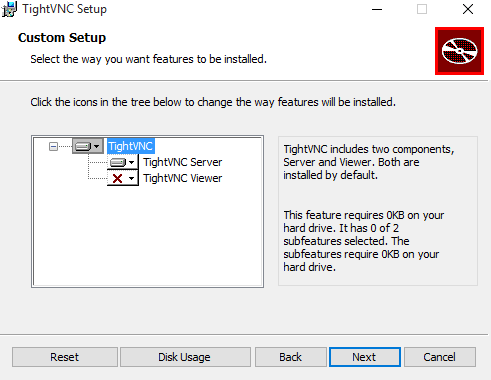 TightVNC Setup
Custom Setup
Select the way you want features to be installed.
Click the icons in the tree below to change the way features will be installed.
TightVNC
TightVNC Server
TightVNC Viewer
TightVNC includes two components,
Server and Viewer. Both are
installed by default.
This feature requires 0KB on your
hard drive. It has 0 of 2
subfeatures selected. The
subfeatures require 0KB on your
hard drive.
Reset
Disk Usage
Back
Next
Cancel